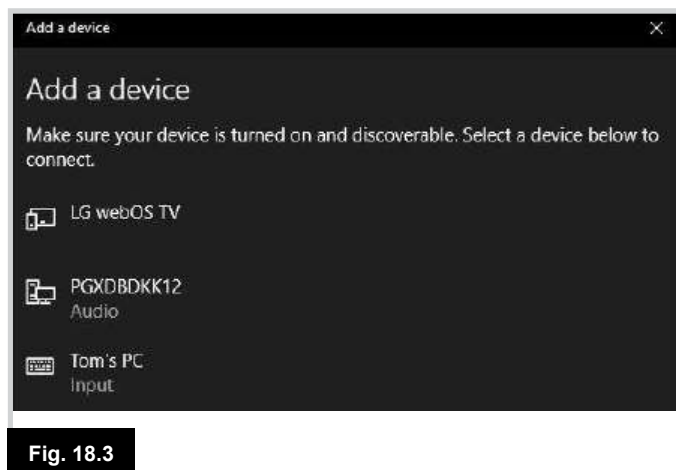 Add a device
Add a device
Make sure your device is turned on and discoverable. Select a device below to
connect.
LG webOS TV
PGXDBDKK12
Audio
Tom's PC
Input
Fig. 18.3